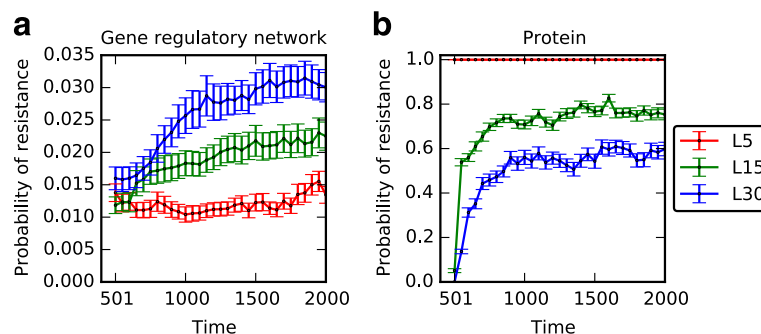 a
Gene regulatory network
Probability of resistance
0.035
0.030
0.025
0.020
0.015
0.010
0.005
0.000
501 1000 1500 2000
Time
b
Protein
Probability of resistance
1.0
0.8
0.6
0.4
0.2
0.0
501 1000 1500 2000
Time
L5
L15
L30